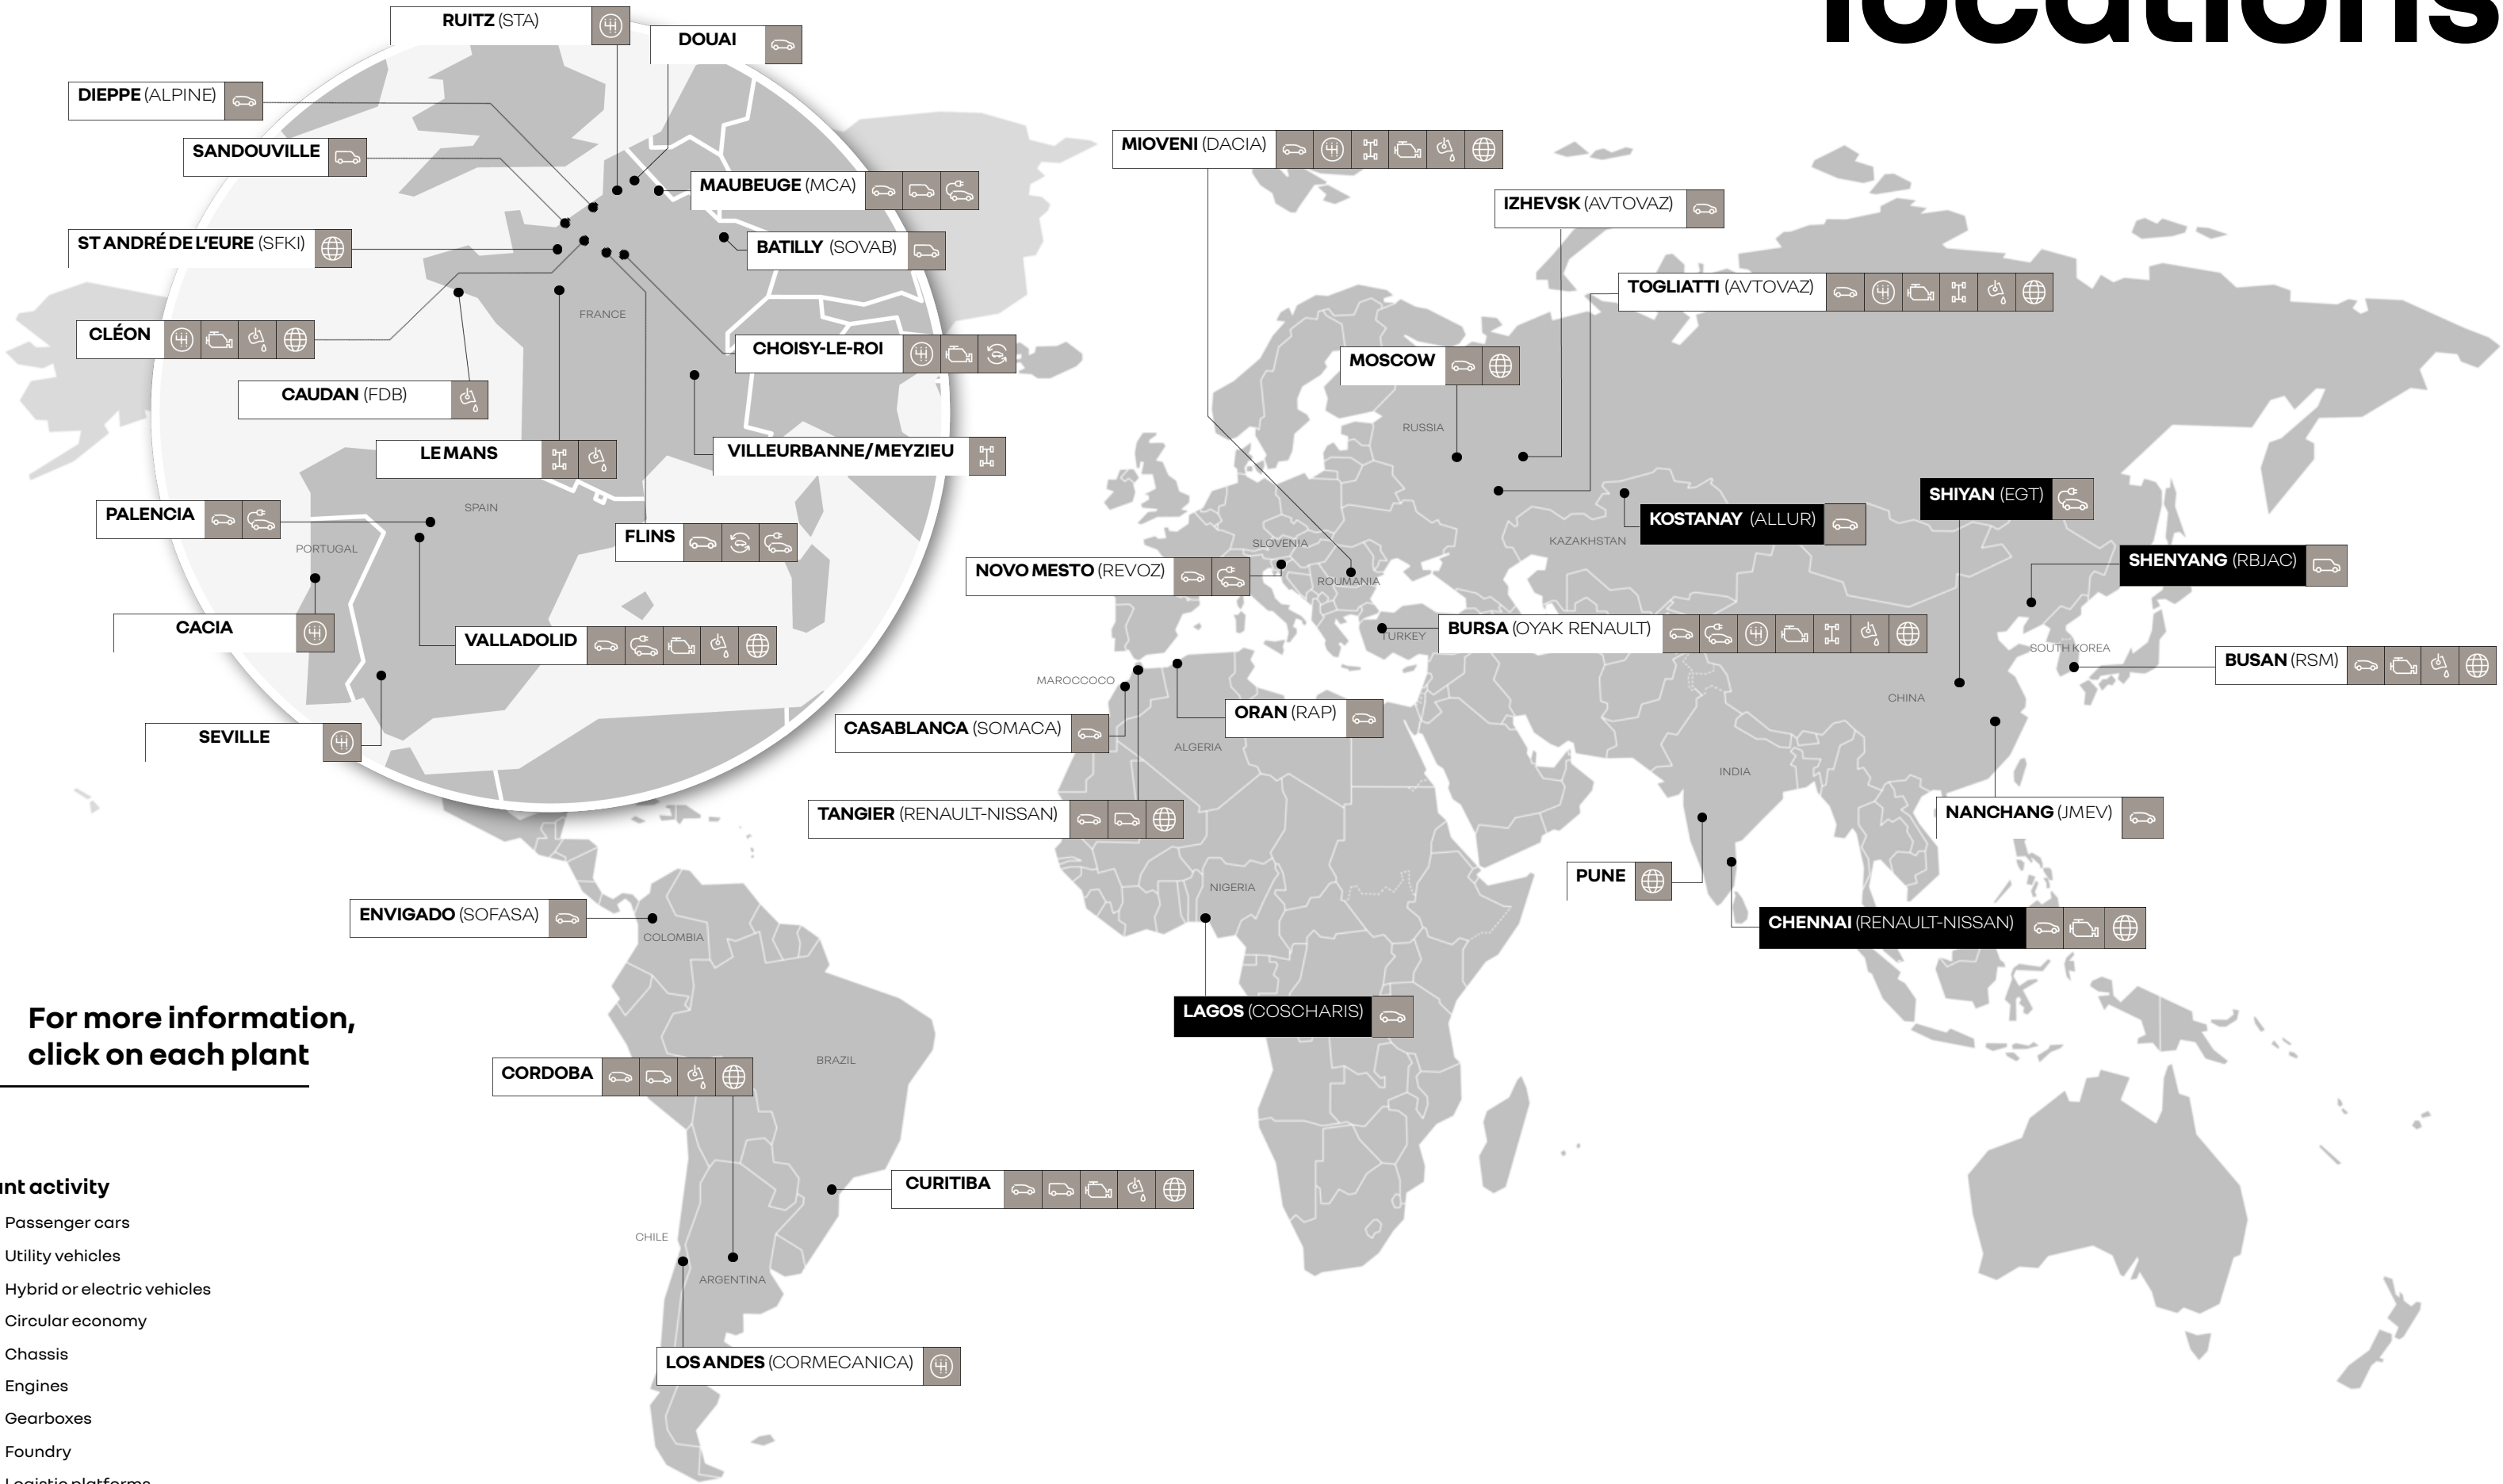 locations
RUITZ (STA)
DOUAI
DIEPPE (ALPINE)
SANDOUVILLE
MAUBEUGE (MCA)
ST ANDRÉ DE L'EURE (SFKI)
BATILLY (SOVAB)
FRANCE
CLÉON
CHOISY-LE-ROI
CAUDAN (FDB)
LE MANS
VILLEURBANNE/MEYZIEU
PALENCIA
SPAIN
FLINS
PORTUGAL
CACIA
VALLADOLID
SEVILLE
MIOVENI (DACIA)
IZHEVSK (AVTOVAZ)
TOGLIATTI (AVTOVAZ)
MOSCOW
RUSSIA
SHIYAN (EGT)
KOSTANAY (ALLUR)
KAZAKHSTAN
SLOVENIA
SHENYANG (RBJAC)
NOVO MESTO (REVOZ)
ROUMANIA
BURSA (OYAK RENAULT)
TURKEY
SOUTH KOREA
BUSAN (RSM)
MAROCCOCO
CHINA
ORAN (RAP)
CASABLANCA (SOMACA)
ALGERIA
INDIA
TANGIER (RENAULT-NISSAN)
NANCHANG (JMEV)
PUNE
NIGERIA
ENVIGADO (SOFASA)
COLOMBIA
CHENNAI (RENAULT-NISSAN)
LAGOS (COSCHARIS)
For more information,
click on each plant
BRAZIL
CORDOBA
CURITIBA
CHILE
ARGENTINA
LOS ANDES (CORMECANICA)
nt activity
Passenger cars
Utility vehicles
Hybrid or electric vehicles
Circular economy
Chassis
Engines
Gearboxes
Foundry
Logistic platforms